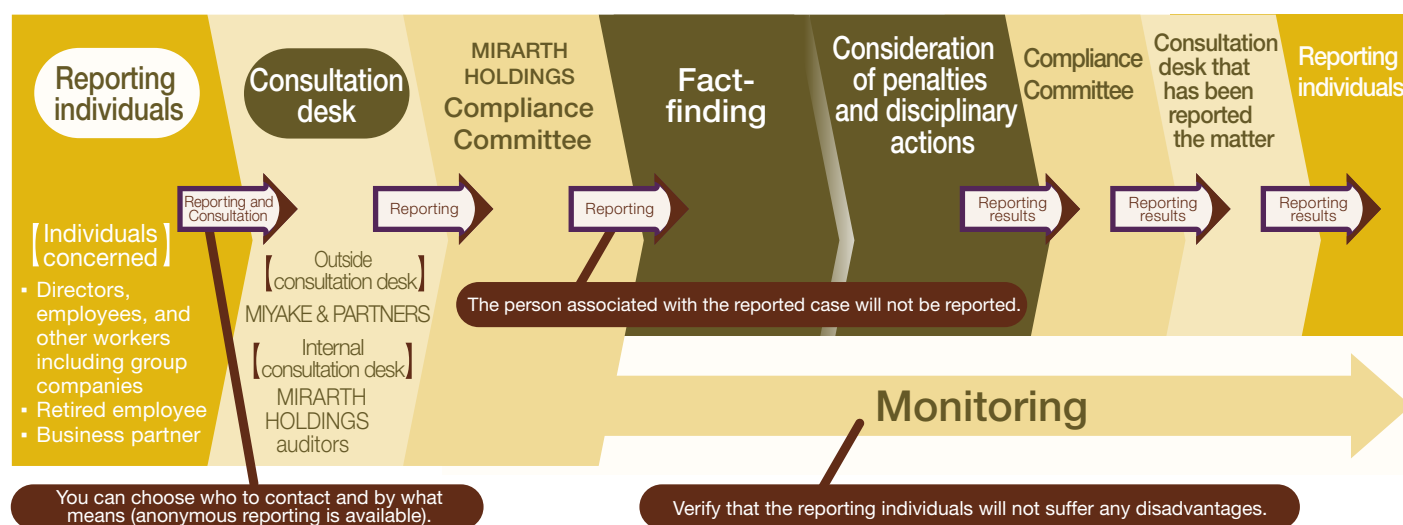 Reporting
individuals
Consultation
desk
MIRARTH
HOLDINGS
Compliance
Committee
Fact-
finding
Consideration
of penalties
and disciplinary
actions
Compliance
Committee
Consultation
desk that
has been
reported
the matter
Reporting
individuals
Reporting and
Consultation
Reporting
Reporting
Reporting
results
Reporting
results
Reporting
results
【Individuals
concerned】
▪ Directors,
employees, and
other workers
including group
companies
▪ Retired employee
▪ Business partner
【Outside
consultation desk】
MIYAKE & PARTNERS
【Internal
consultation desk】
MIRARTH
HOLDINGS
auditors
The person associated with the reported case will not be reported.
Monitoring
You can choose who to contact and by what
means (anonymous reporting is available).
Verify that the reporting individuals will not suffer any disadvantages.